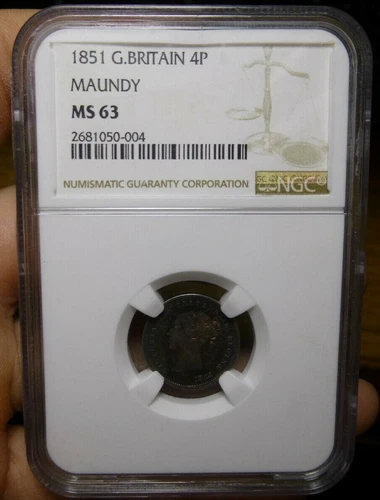 1851 G.BRITAIN 4P
MAUNDY
MS 63
2681050-004
NUMISMATIC GUARANTY CORPORATION
NGC